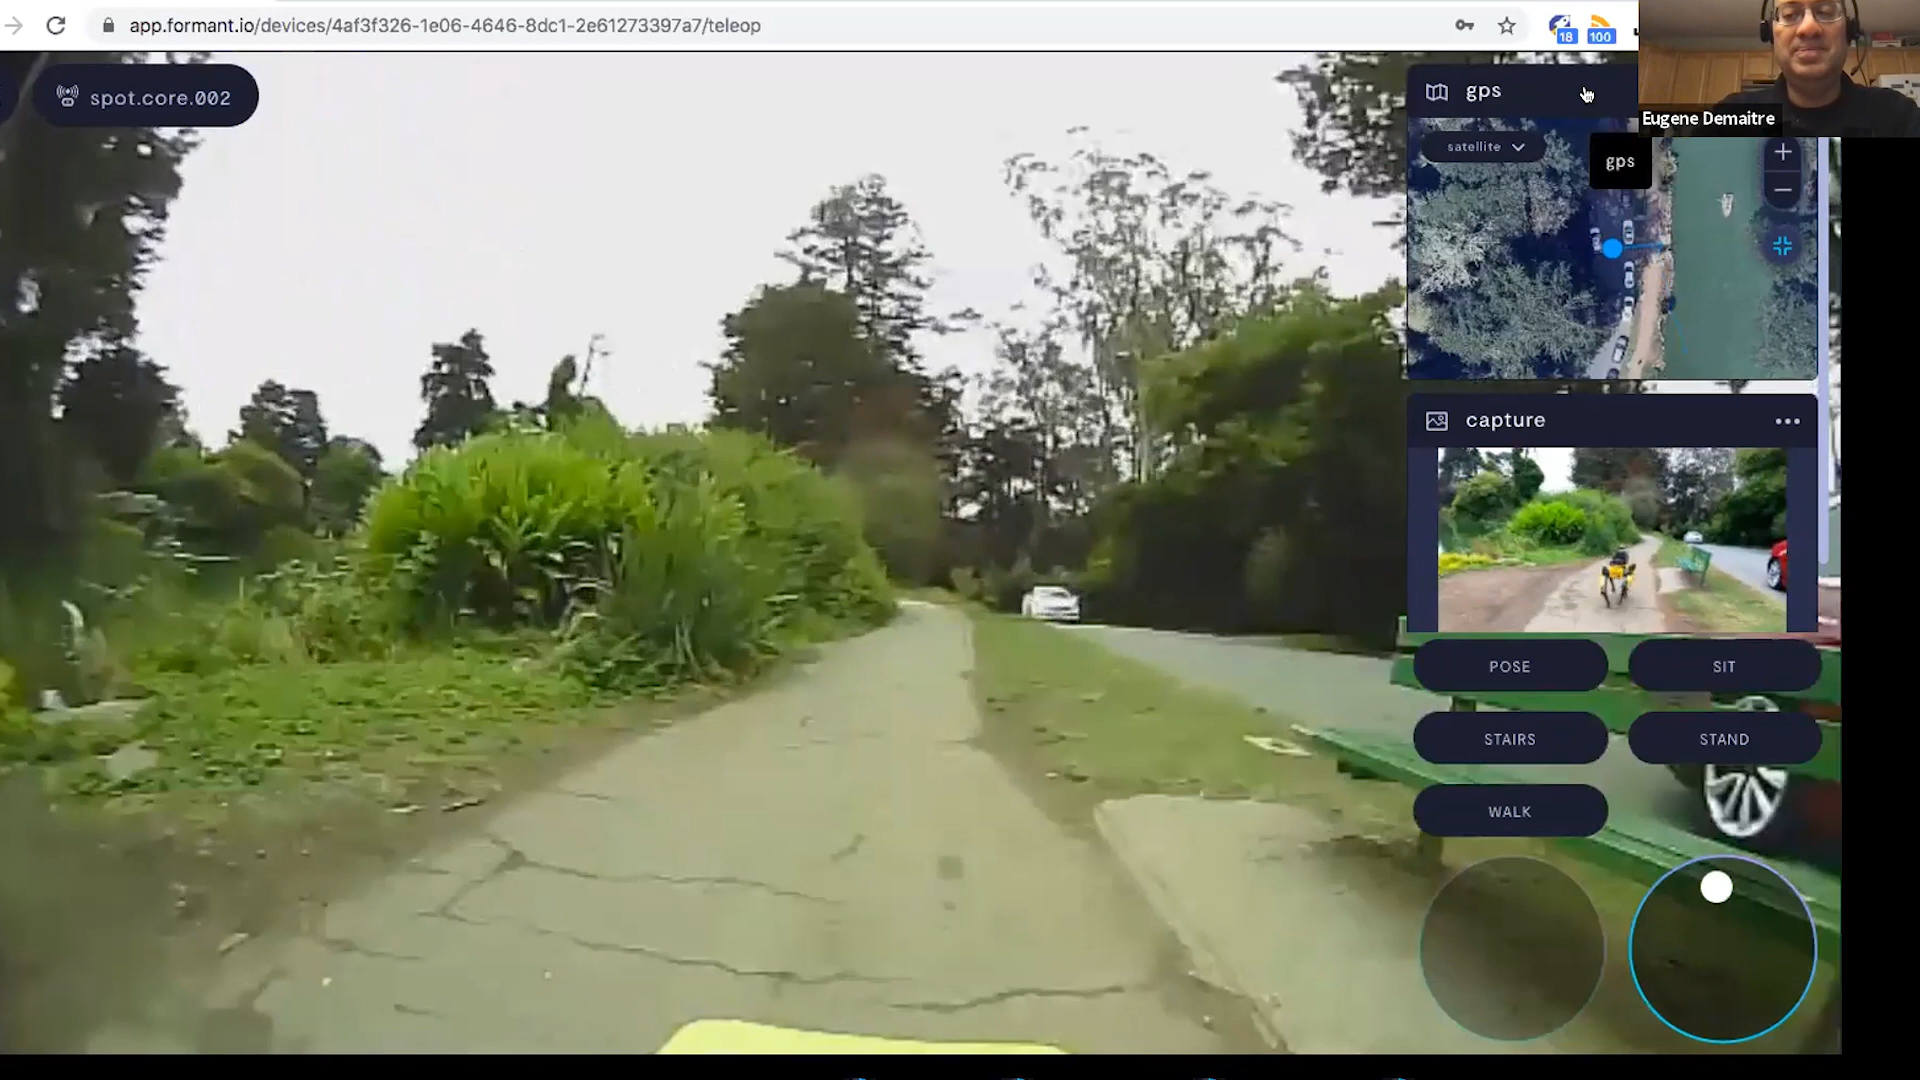 app.formant.io/devices/4af3f326-1e06-4646-8dc1-2e61273397a7/teleop
18
100
spot.core.002
gps
Eugene Demaitre
satellite
gps
capture
POSE
SIT
STAIRS
STAND
WALK